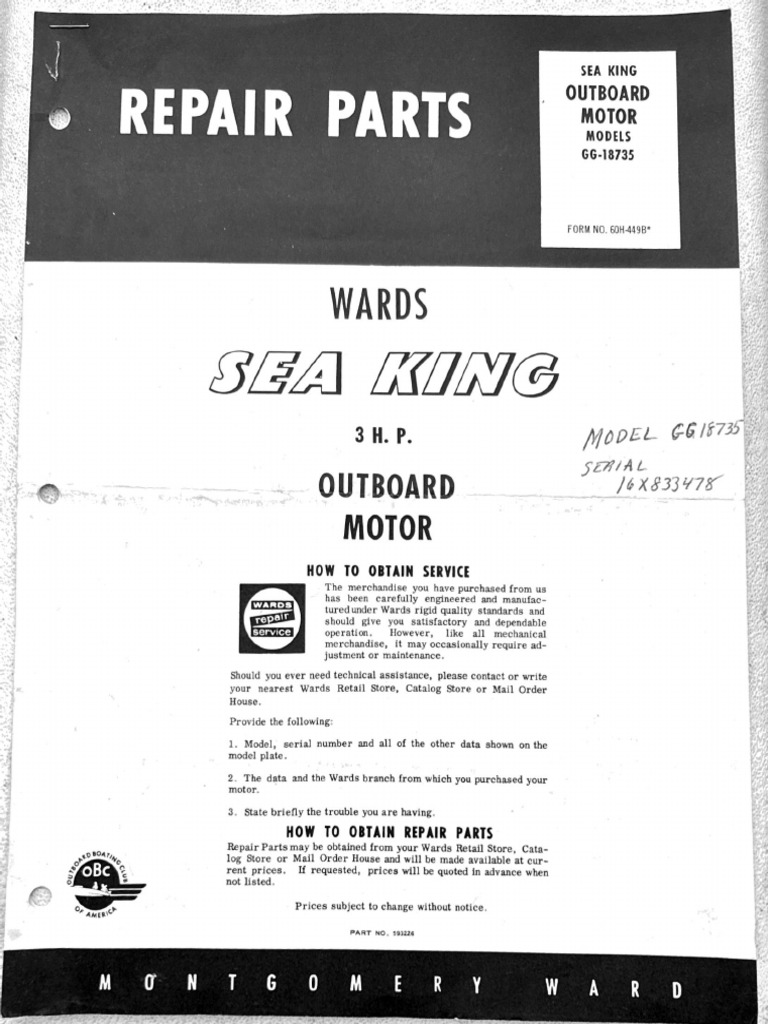 REPAIR PARTS
SEA KING
OUTBOARD
MOTOR
MODELS
GG-18735
FORM NO. 60H-449B*
WARDS
SEA KING
3 H. P.
MODEL GG18735
SERIAL
16X833478
OUTBOARD
MOTOR
HOW TO OBTAIN SERVICE
WARDS
repair
service
The merchandise you have purchased from us
has been carefully engineered and manufac-
tured under Wards rigid quality standards and
should give you satisfactory and dependable
operation. However, like all mechanical
merchandise, it may occasionally require ad-
justment or maintenance.
Should you ever need technical assistance, please contact or write
your nearest Wards Retail Store, Catalog Store or Mail Order
House.
Provide the following:
1. Model, serial number and all of the other data shown on the
model plate.
2. The data and the Wards branch from which you purchased your
motor.
3. State briefly the trouble you are having.
HOW TO OBTAIN REPAIR PARTS
Repair Parts may be obtained from your Wards Retail Store, Cata-
log Store or Mail Order House and will be made available at cur-
rent prices. If requested, prices will be quoted in advance when
not listed.
OUTBOARD BOATING CLUB
OBC
OF AMERICA
Prices subject to change without notice.
PART NO. 593224
MONTGOMERY WARD